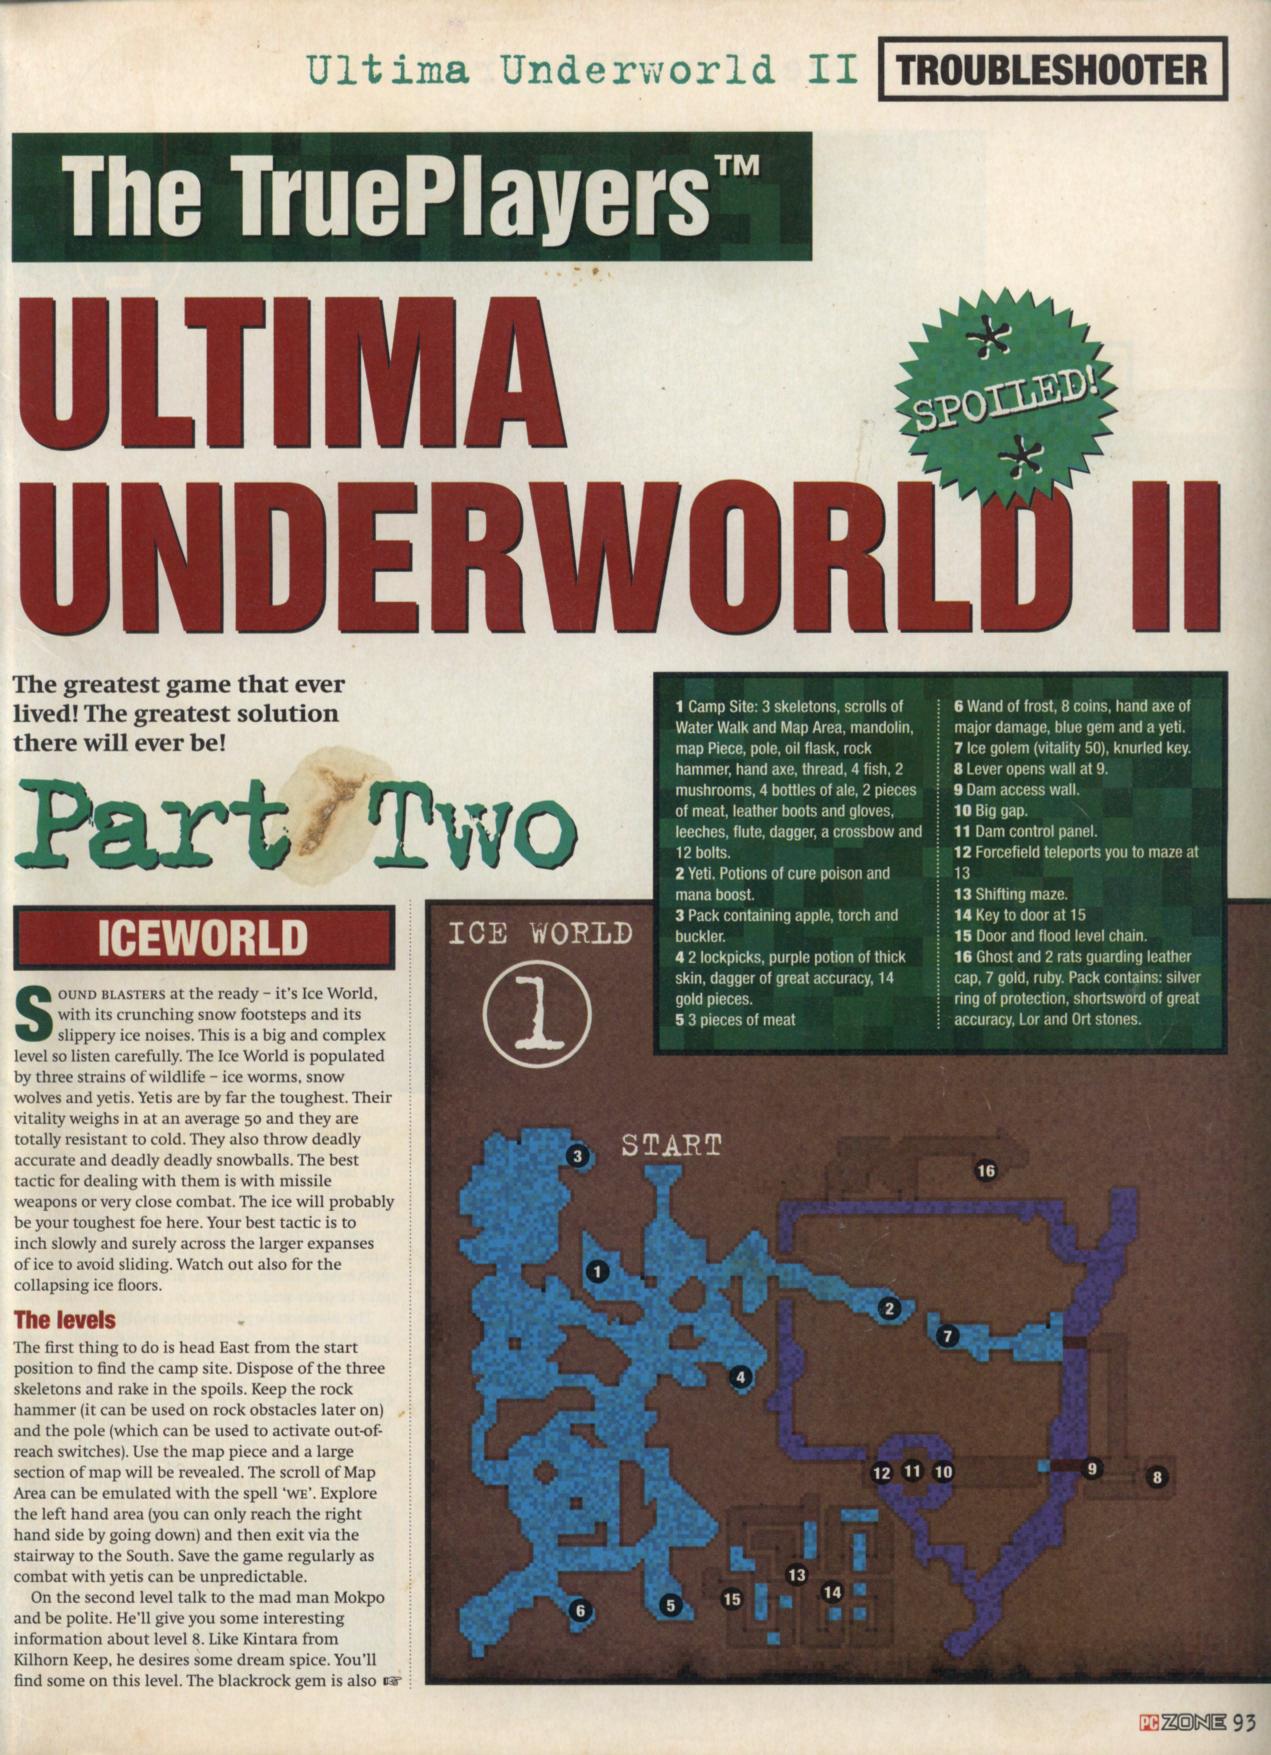 Ultima Underworld II
TROUBLESHOOTER
The TruePlayers™
ULTIMA
UNDERWORLD II
* SPOILED! *
The greatest game that ever
lived! The greatest solution
there will ever be!
Part Two
ICEWORLD
SOUND BLASTERS at the ready – it's Ice World,
with its crunching snow footsteps and its
slippery ice noises. This is a big and complex
level so listen carefully. The Ice World is populated
by three strains of wildlife – ice worms, snow
wolves and yetis. Yetis are by far the toughest. Their
vitality weighs in at an average 50 and they are
totally resistant to cold. They also throw deadly
accurate and deadly deadly snowballs. The best
tactic for dealing with them is with missile
weapons or very close combat. The ice will probably
be your toughest foe here. Your best tactic is to
inch slowly and surely across the larger expanses
of ice to avoid sliding. Watch out also for the
collapsing ice floors.
The levels
The first thing to do is head East from the start
position to find the camp site. Dispose of the three
skeletons and rake in the spoils. Keep the rock
hammer (it can be used on rock obstacles later on)
and the pole (which can be used to activate out-of-
reach switches). Use the map piece and a large
section of map will be revealed. The scroll of Map
Area can be emulated with the spell 'WE'. Explore
the left hand area (you can only reach the right
hand side by going down) and then exit via the
stairway to the South. Save the game regularly as
combat with yetis can be unpredictable.
On the second level talk to the mad man Mokpo
and be polite. He'll give you some interesting
information about level 8. Like Kintara from
Kilhorn Keep, he desires some dream spice. You'll
find some on this level. The blackrock gem is also ☞
1 Camp Site: 3 skeletons, scrolls of
Water Walk and Map Area, mandolin,
map Piece, pole, oil flask, rock
hammer, hand axe, thread, 4 fish, 2
mushrooms, 4 bottles of ale, 2 pieces
of meat, leather boots and gloves,
leeches, flute, dagger, a crossbow and
12 bolts.
2 Yeti. Potions of cure poison and
mana boost.
3 Pack containing apple, torch and
buckler.
4 2 lockpicks, purple potion of thick
skin, dagger of great accuracy, 14
gold pieces.
5 3 pieces of meat
6 Wand of frost, 8 coins, hand axe of
major damage, blue gem and a yeti.
7 Ice golem (vitality 50), knurled key.
8 Lever opens wall at 9.
9 Dam access wall.
10 Big gap.
11 Dam control panel.
12 Forcefield teleports you to maze at
13
13 Shifting maze.
14 Key to door at 15
15 Door and flood level chain.
16 Ghost and 2 rats guarding leather
cap, 7 gold, ruby. Pack contains: silver
ring of protection, shortsword of great
accuracy, Lor and Ort stones.
ICE WORLD
1
START
3
16
1
2
7
4
12 11 10
9
8
13
14
15
5
6
PC ZONE 93